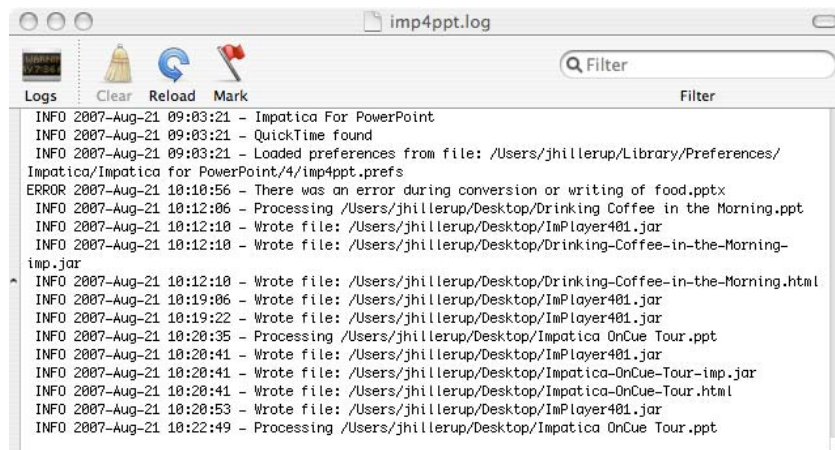 imp4ppt.log
WARNIN
Filter
Logs Clear Reload Mark Filter
INFO 2007-Aug-21 09:03:21 - Impatica For PowerPoint
INFO 2007-Aug-21 09:03:21 - QuickTime found
INFO 2007-Aug-21 09:03:21 - Loaded preferences from file: /Users/jhillerup/Library/Preferences/
Impatica/Impatica for PowerPoint/4/imp4ppt.prefs
ERROR 2007-Aug-21 10:10:56 - There was an error during conversion or writing of food.pptx
INFO 2007-Aug-21 10:12:06 - Processing /Users/jhillerup/Desktop/Drinking Coffee in the Morning.ppt
INFO 2007-Aug-21 10:12:10 - Wrote file: /Users/jhillerup/Desktop/ImPlayer401.jar
INFO 2007-Aug-21 10:12:10 - Wrote file: /Users/jhillerup/Desktop/Drinking-Coffee-in-the-Morning-
imp.jar
INFO 2007-Aug-21 10:12:10 - Wrote file: /Users/jhillerup/Desktop/Drinking-Coffee-in-the-Morning.html
INFO 2007-Aug-21 10:19:06 - Wrote file: /Users/jhillerup/Desktop/ImPlayer401.jar
INFO 2007-Aug-21 10:19:22 - Wrote file: /Users/jhillerup/Desktop/ImPlayer401.jar
INFO 2007-Aug-21 10:20:35 - Processing /Users/jhillerup/Desktop/Impatica OnCue Tour.ppt
INFO 2007-Aug-21 10:20:41 - Wrote file: /Users/jhillerup/Desktop/ImPlayer401.jar
INFO 2007-Aug-21 10:20:41 - Wrote file: /Users/jhillerup/Desktop/Impatica-OnCue-Tour-imp.jar
INFO 2007-Aug-21 10:20:41 - Wrote file: /Users/jhillerup/Desktop/Impatica-OnCue-Tour.html
INFO 2007-Aug-21 10:20:53 - Wrote file: /Users/jhillerup/Desktop/ImPlayer401.jar
INFO 2007-Aug-21 10:22:49 - Processing /Users/jhillerup/Desktop/Impatica OnCue Tour.ppt